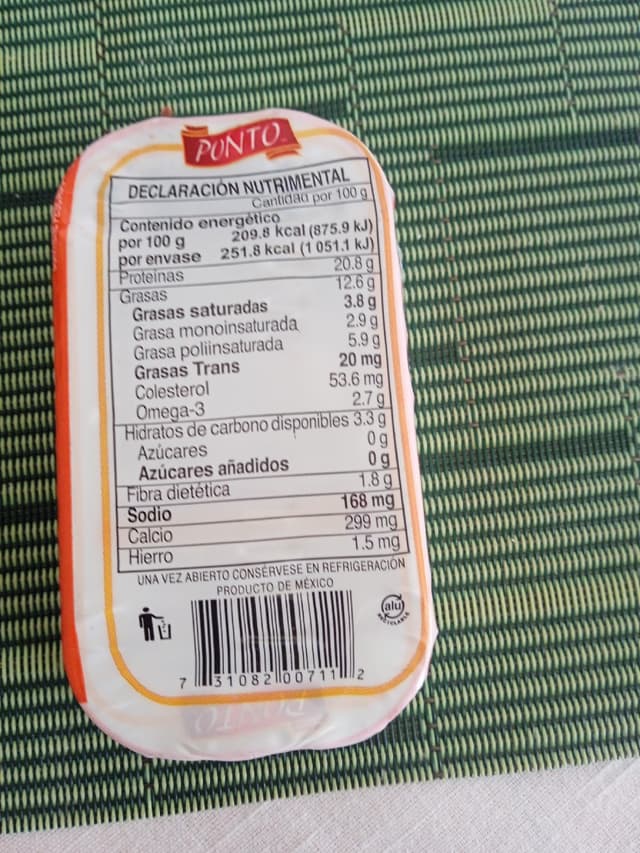 PONTO
DECLARACIÓN NUTRIMENTAL
Cantidad por 100 g
Contenido energético
por 100 g 209.8 kcal (875.9 kJ)
por envase 251.8 kcal (1 051.1 kJ)
Proteínas 20.8 g
Grasas 12.6 g
Grasas saturadas 3.8 g
Grasa monoinsaturada 2.9 g
Grasa poliinsaturada 5.9 g
Grasas Trans 20 mg
Colesterol 53.6 mg
Omega-3 2.7 g
Hidratos de carbono disponibles 3.3 g
Azúcares 0 g
Azúcares añadidos 0 g
Fibra dietética 1.8 g
Sodio 168 mg
Calcio 299 mg
Hierro 1.5 mg
UNA VEZ ABIERTO CONSÉRVESE EN REFRIGERACIÓN
PRODUCTO DE MÉXICO
alu
RECICLABLE
7 31082 00711 2
PONTO